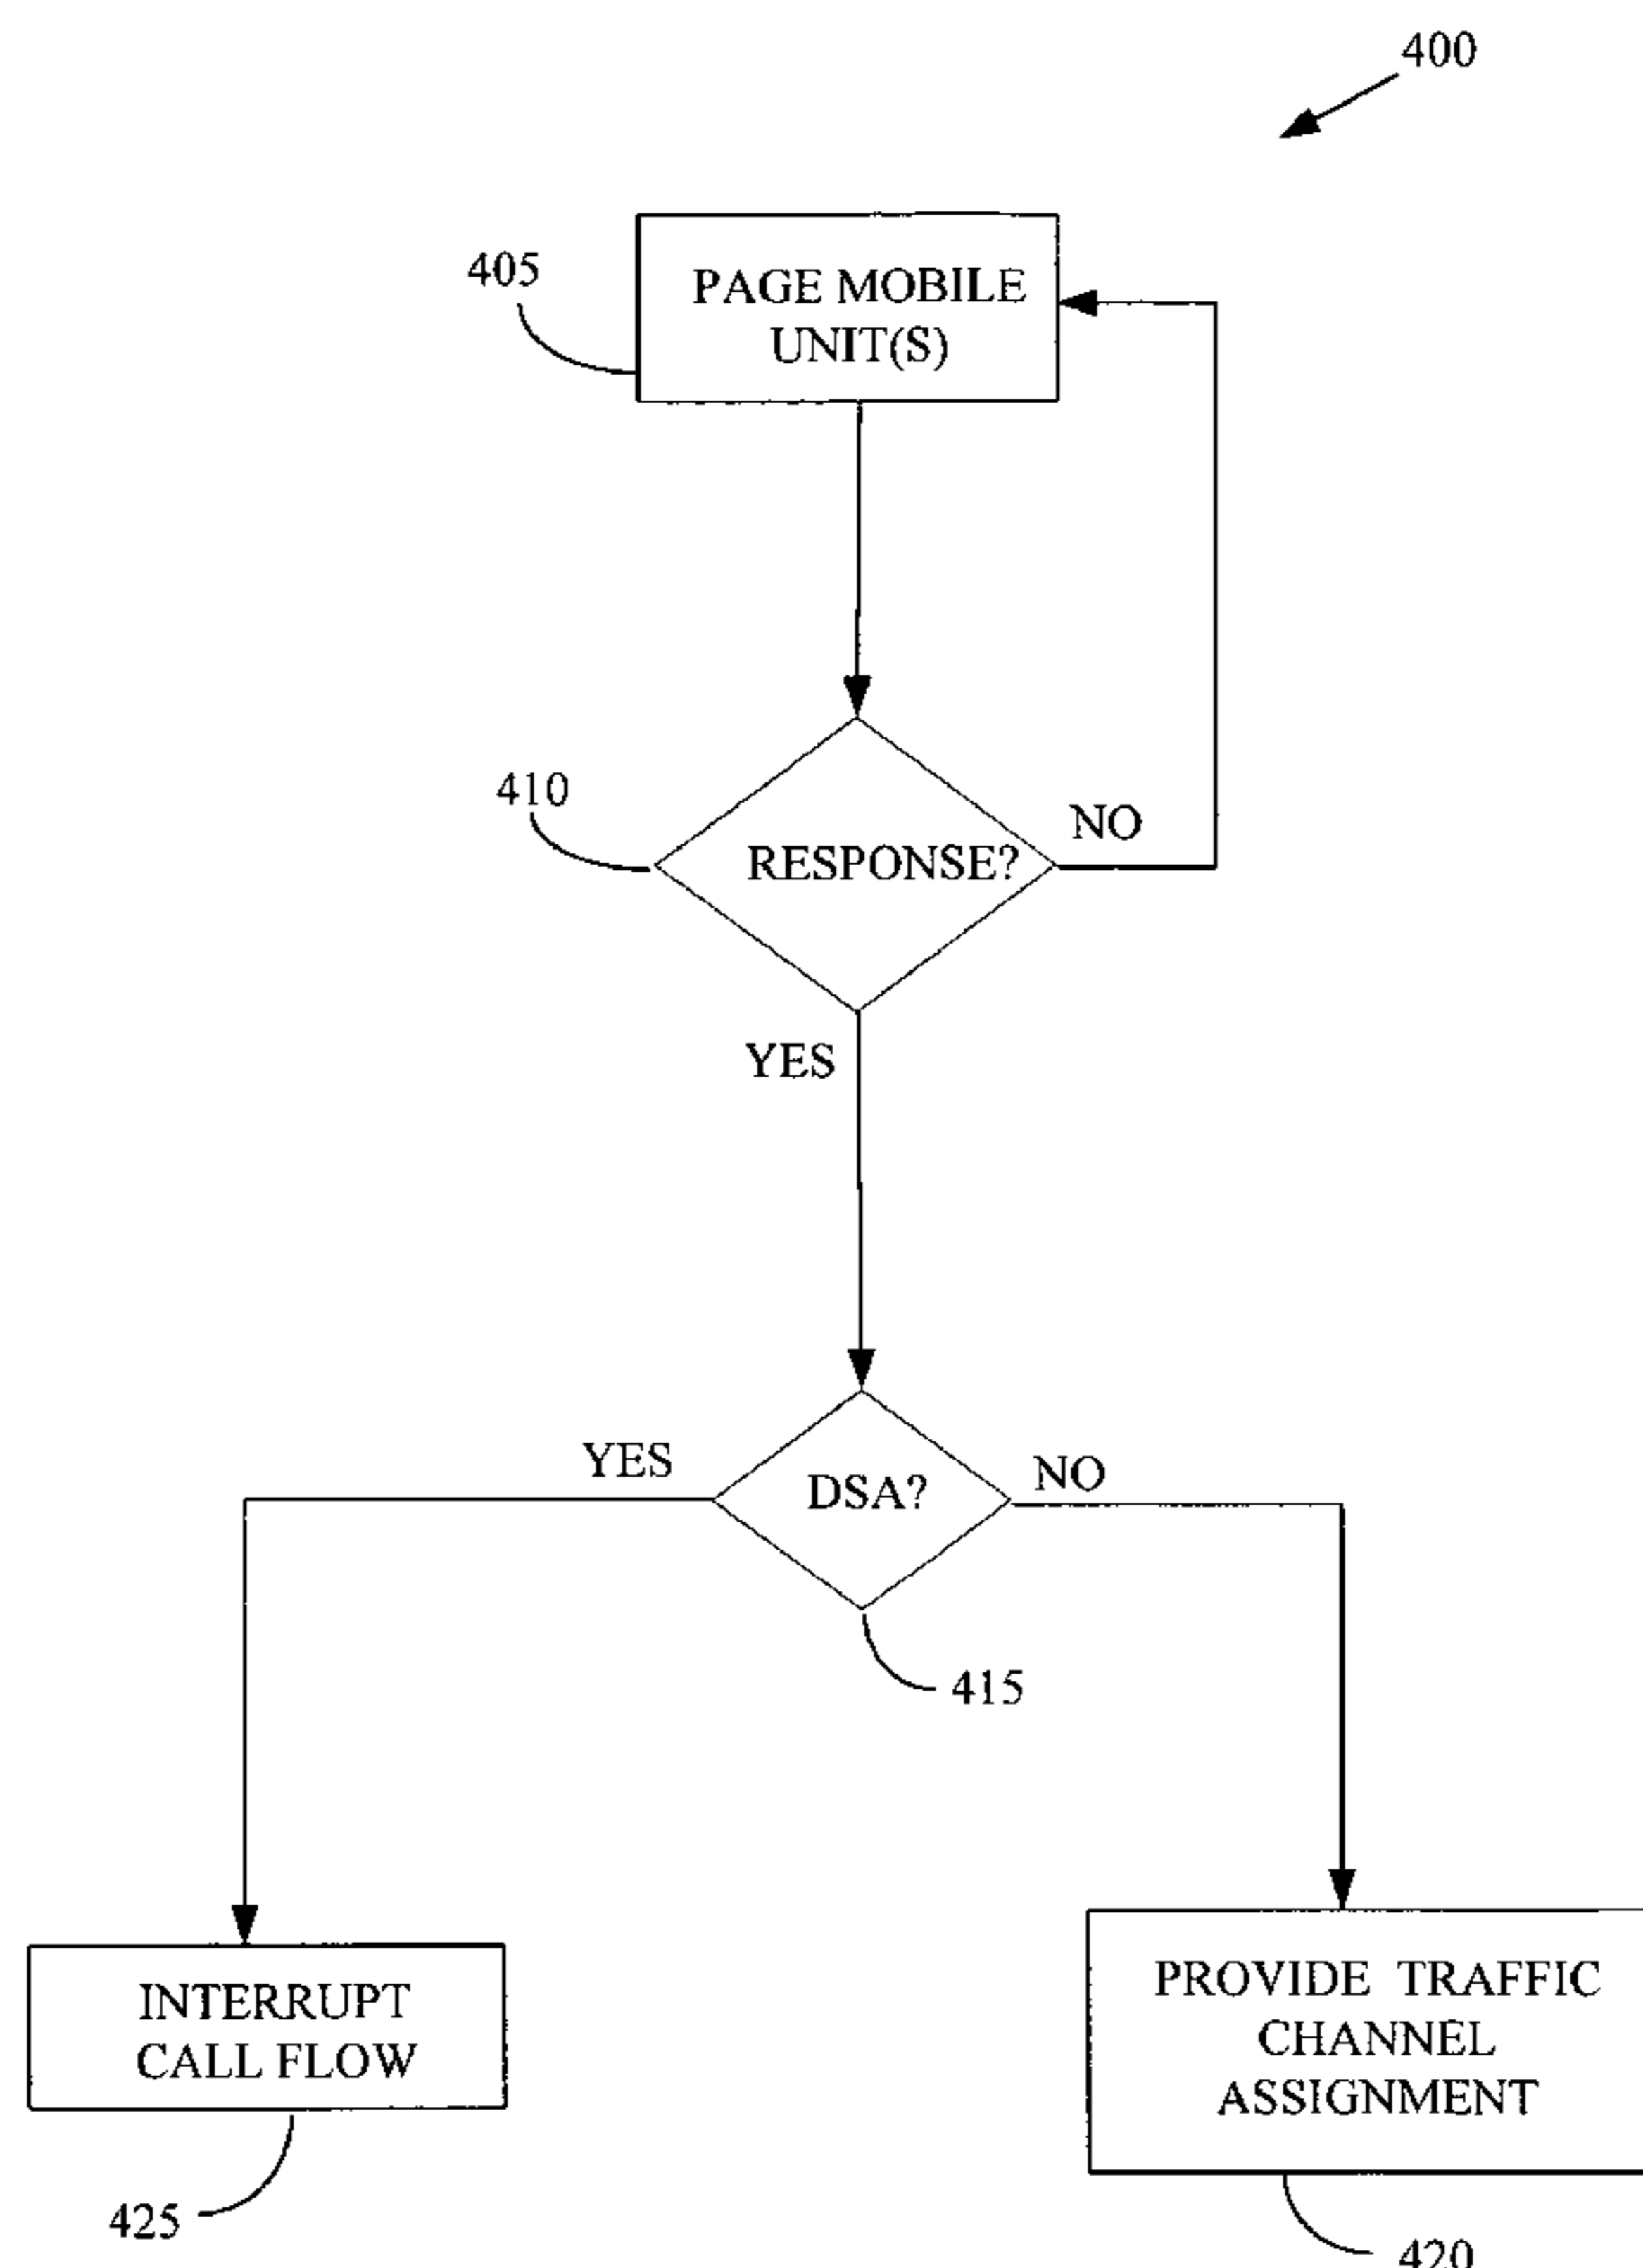 400
405
PAGE MOBILE
UNIT(S)
410
RESPONSE?
NO
YES
YES
DSA?
NO
415
INTERRUPT
CALL FLOW
PROVIDE TRAFFIC
CHANNEL
ASSIGNMENT
425
420